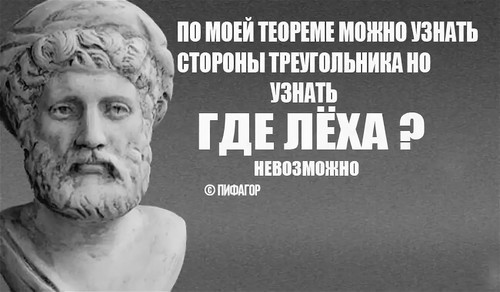 ПО МОЕЙ ТЕОРЕМЕ МОЖНО УЗНАТЬ
СТОРОНЫ ТРЕУГОЛЬНИКА НО
УЗНАТЬ
ГДЕ ЛЁХА ?
НЕВОЗМОЖНО
© ПИФАГОР